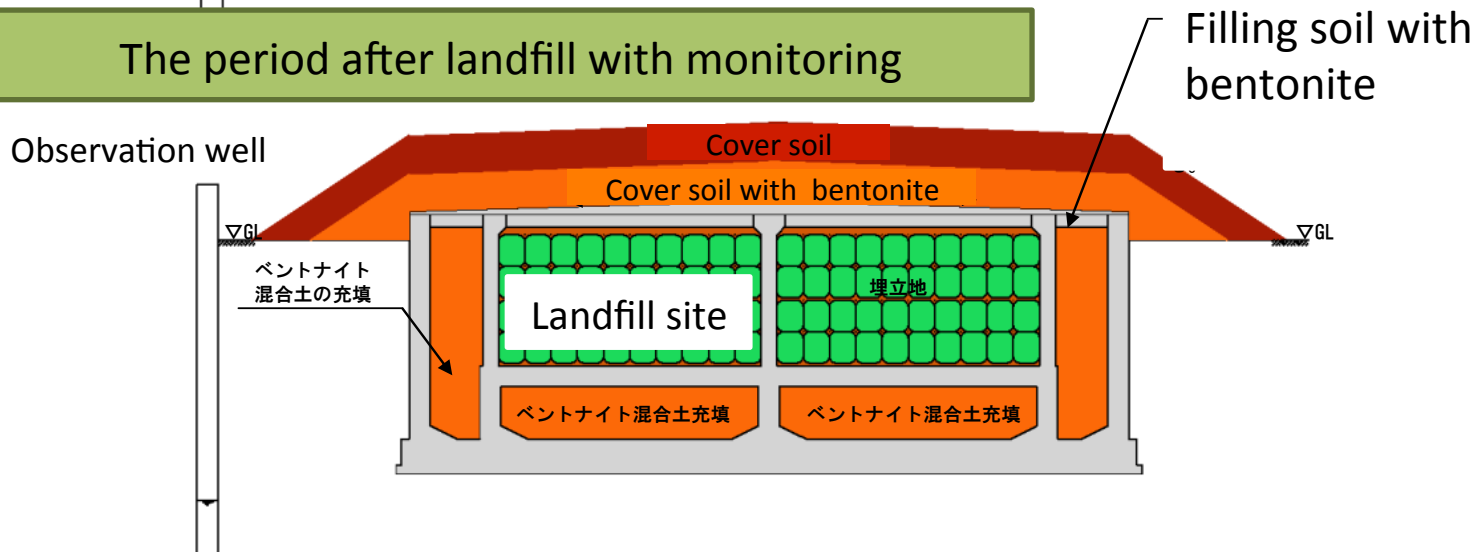 The period after landfill with monitoring
Filling soil with
bentonite
Observation well
Cover soil
Cover soil with bentonite
▽GL
▽GL
ベントナイト
混合土の充填
Landfill site
埋立地
ベントナイト混合土充填
ベントナイト混合土充填